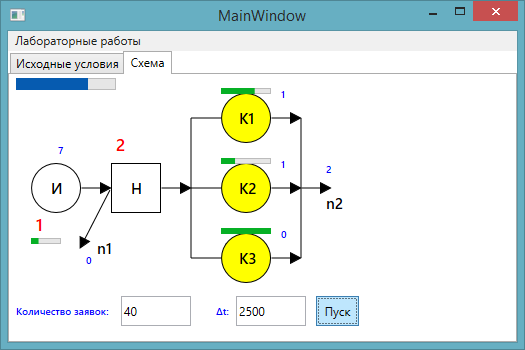 MainWindow
Лабораторные работы
Исходные условия Схема
1
К1
7
2
И
Н
1
К2
2
n2
1
n1
0
0
К3
Количество заявок: 40 Δt: 2500 Пуск